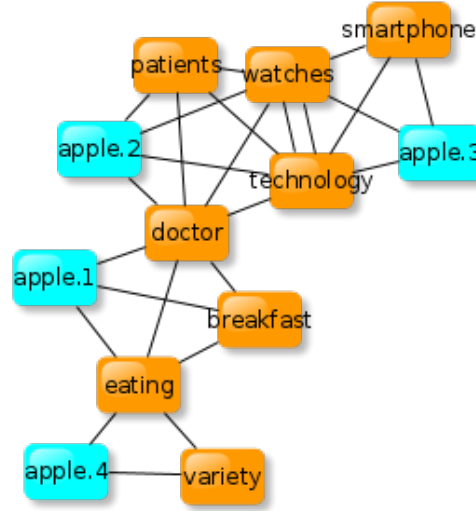 smartphone
patients
watches
apple.2
apple.3
technology
doctor
apple.1
breakfast
eating
apple.4
variety